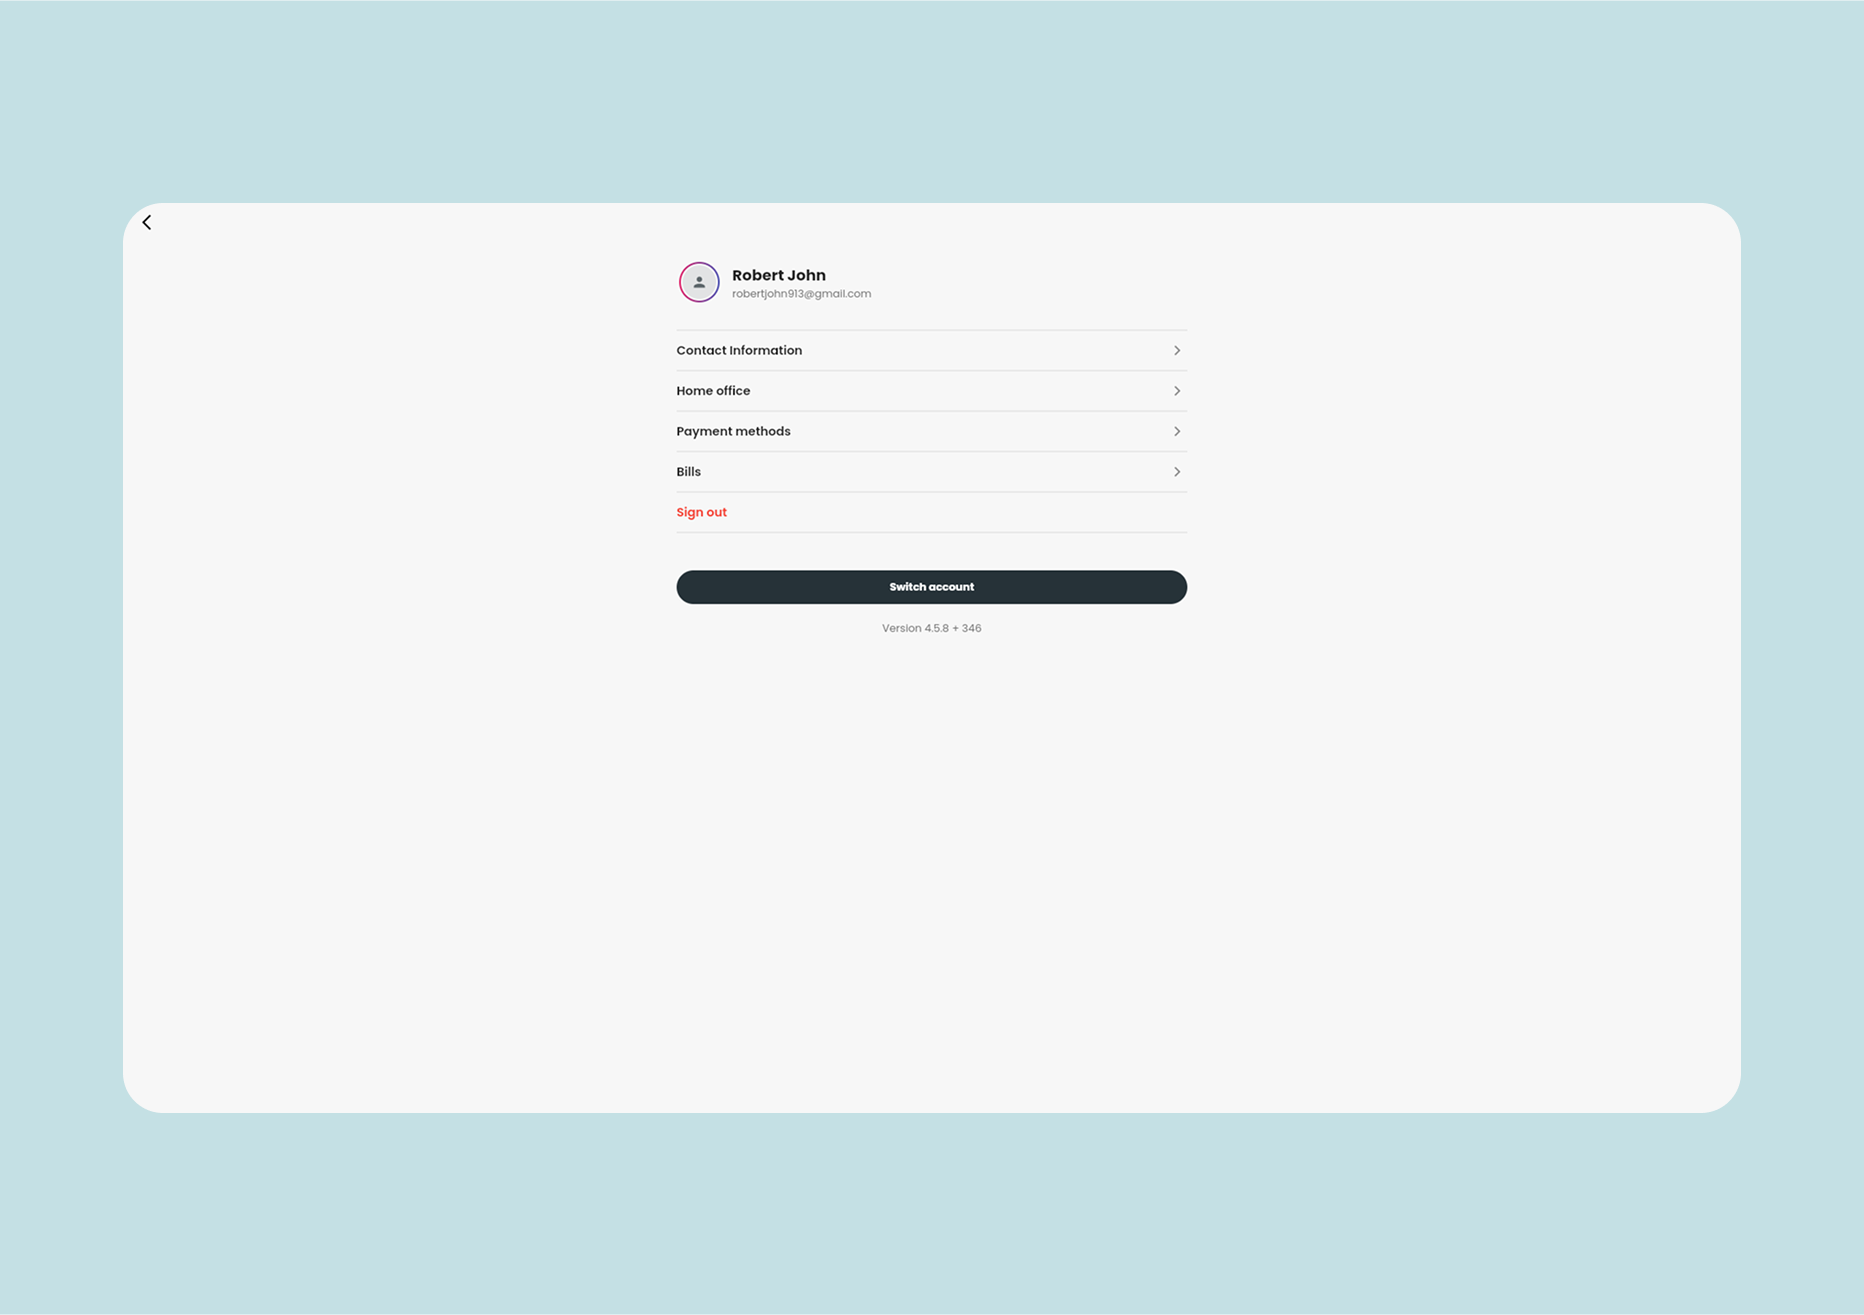 Robert John
robertjohn913@gmail.com
Contact Information
Home office
Payment methods
Bills
Sign out
Switch account
Version 4.5.8 + 346